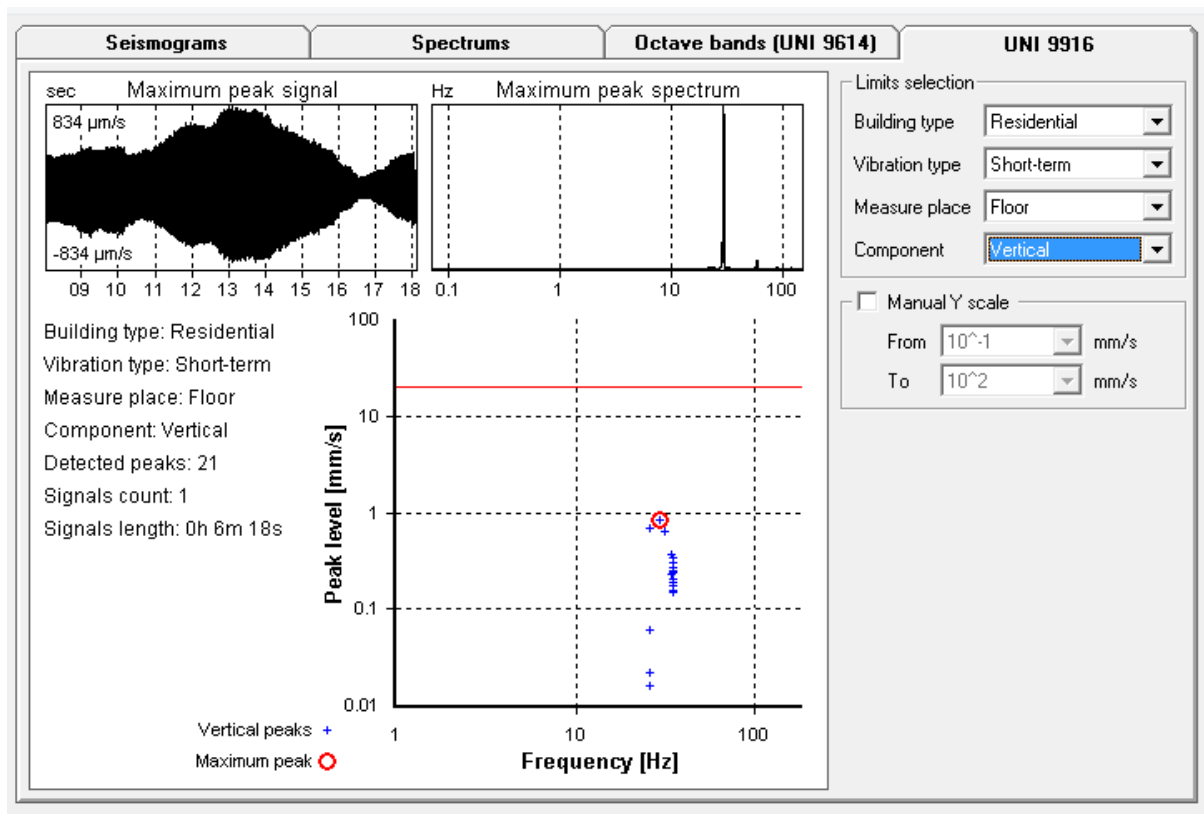 Seismograms
Spectrums
Octave bands (UNI 9614)
UNI 9916
sec Maximum peak signal
834 µm/s
-834 µm/s
09 10 11 12 13 14 15 16 17 18
Hz Maximum peak spectrum
0.1 1 10 100
Building type: Residential
Vibration type: Short-term
Measure place: Floor
Component: Vertical
Detected peaks: 21
Signals count: 1
Signals length: 0h 6m 18s
Peak level [mm/s]
100
10
1
0.1
0.01
1 10 100
Frequency [Hz]
Vertical peaks
Maximum peak
Limits selection
Building type Residential
Vibration type Short-term
Measure place Floor
Component Vertical
Manual Y scale
From 10^-1 mm/s
To 10^2 mm/s